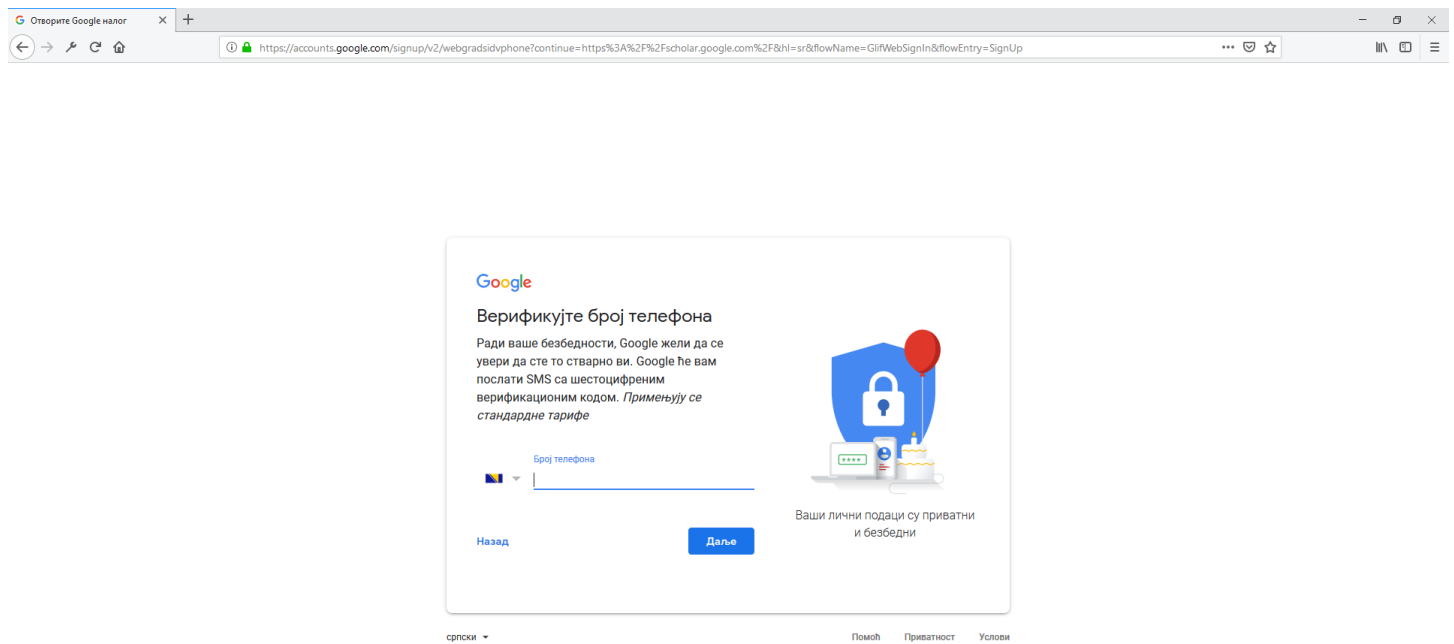 Отворите Google налог
https://accounts.google.com/signup/v2/webgradsidvphone?continue=https%3A%2F%2Fscholar.google.com%2F&hl=sr&flowName=GlifWebSignIn&flowEntry=SignUp
Google
Верификујте број телефона
Ради ваше безбедности, Google жели да се
увери да сте то стварно ви. Google ће вам
послати SMS са шестоцифреним
верификационим кодом. Примењују се
стандардне тарифе
Број телефона
****
Ваши лични подаци су приватни
и безбедни
Назад
Даље
српски
Помоћ Приватност Услови